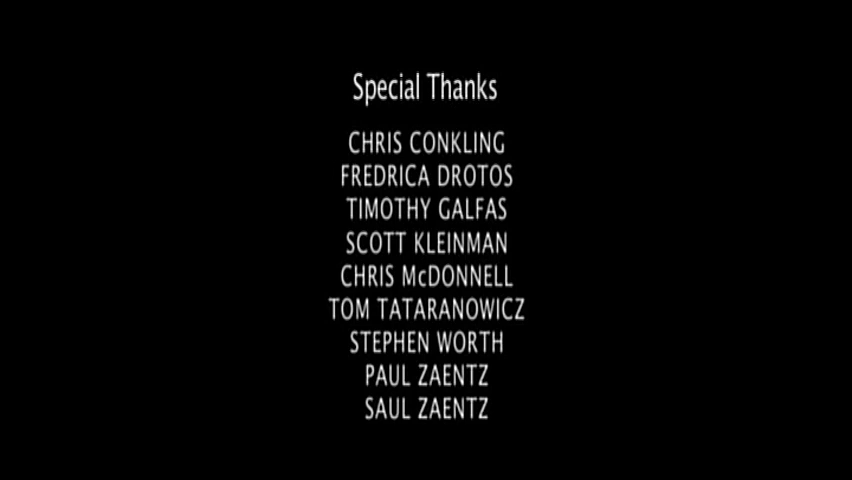 Special Thanks
CHRIS CONKLING
FREDRICA DROTOS
TIMOTHY GALFAS
SCOTT KLEINMAN
CHRIS McDONNELL
TOM TATARANOWICZ
STEPHEN WORTH
PAUL ZAENTZ
SAUL ZAENTZ